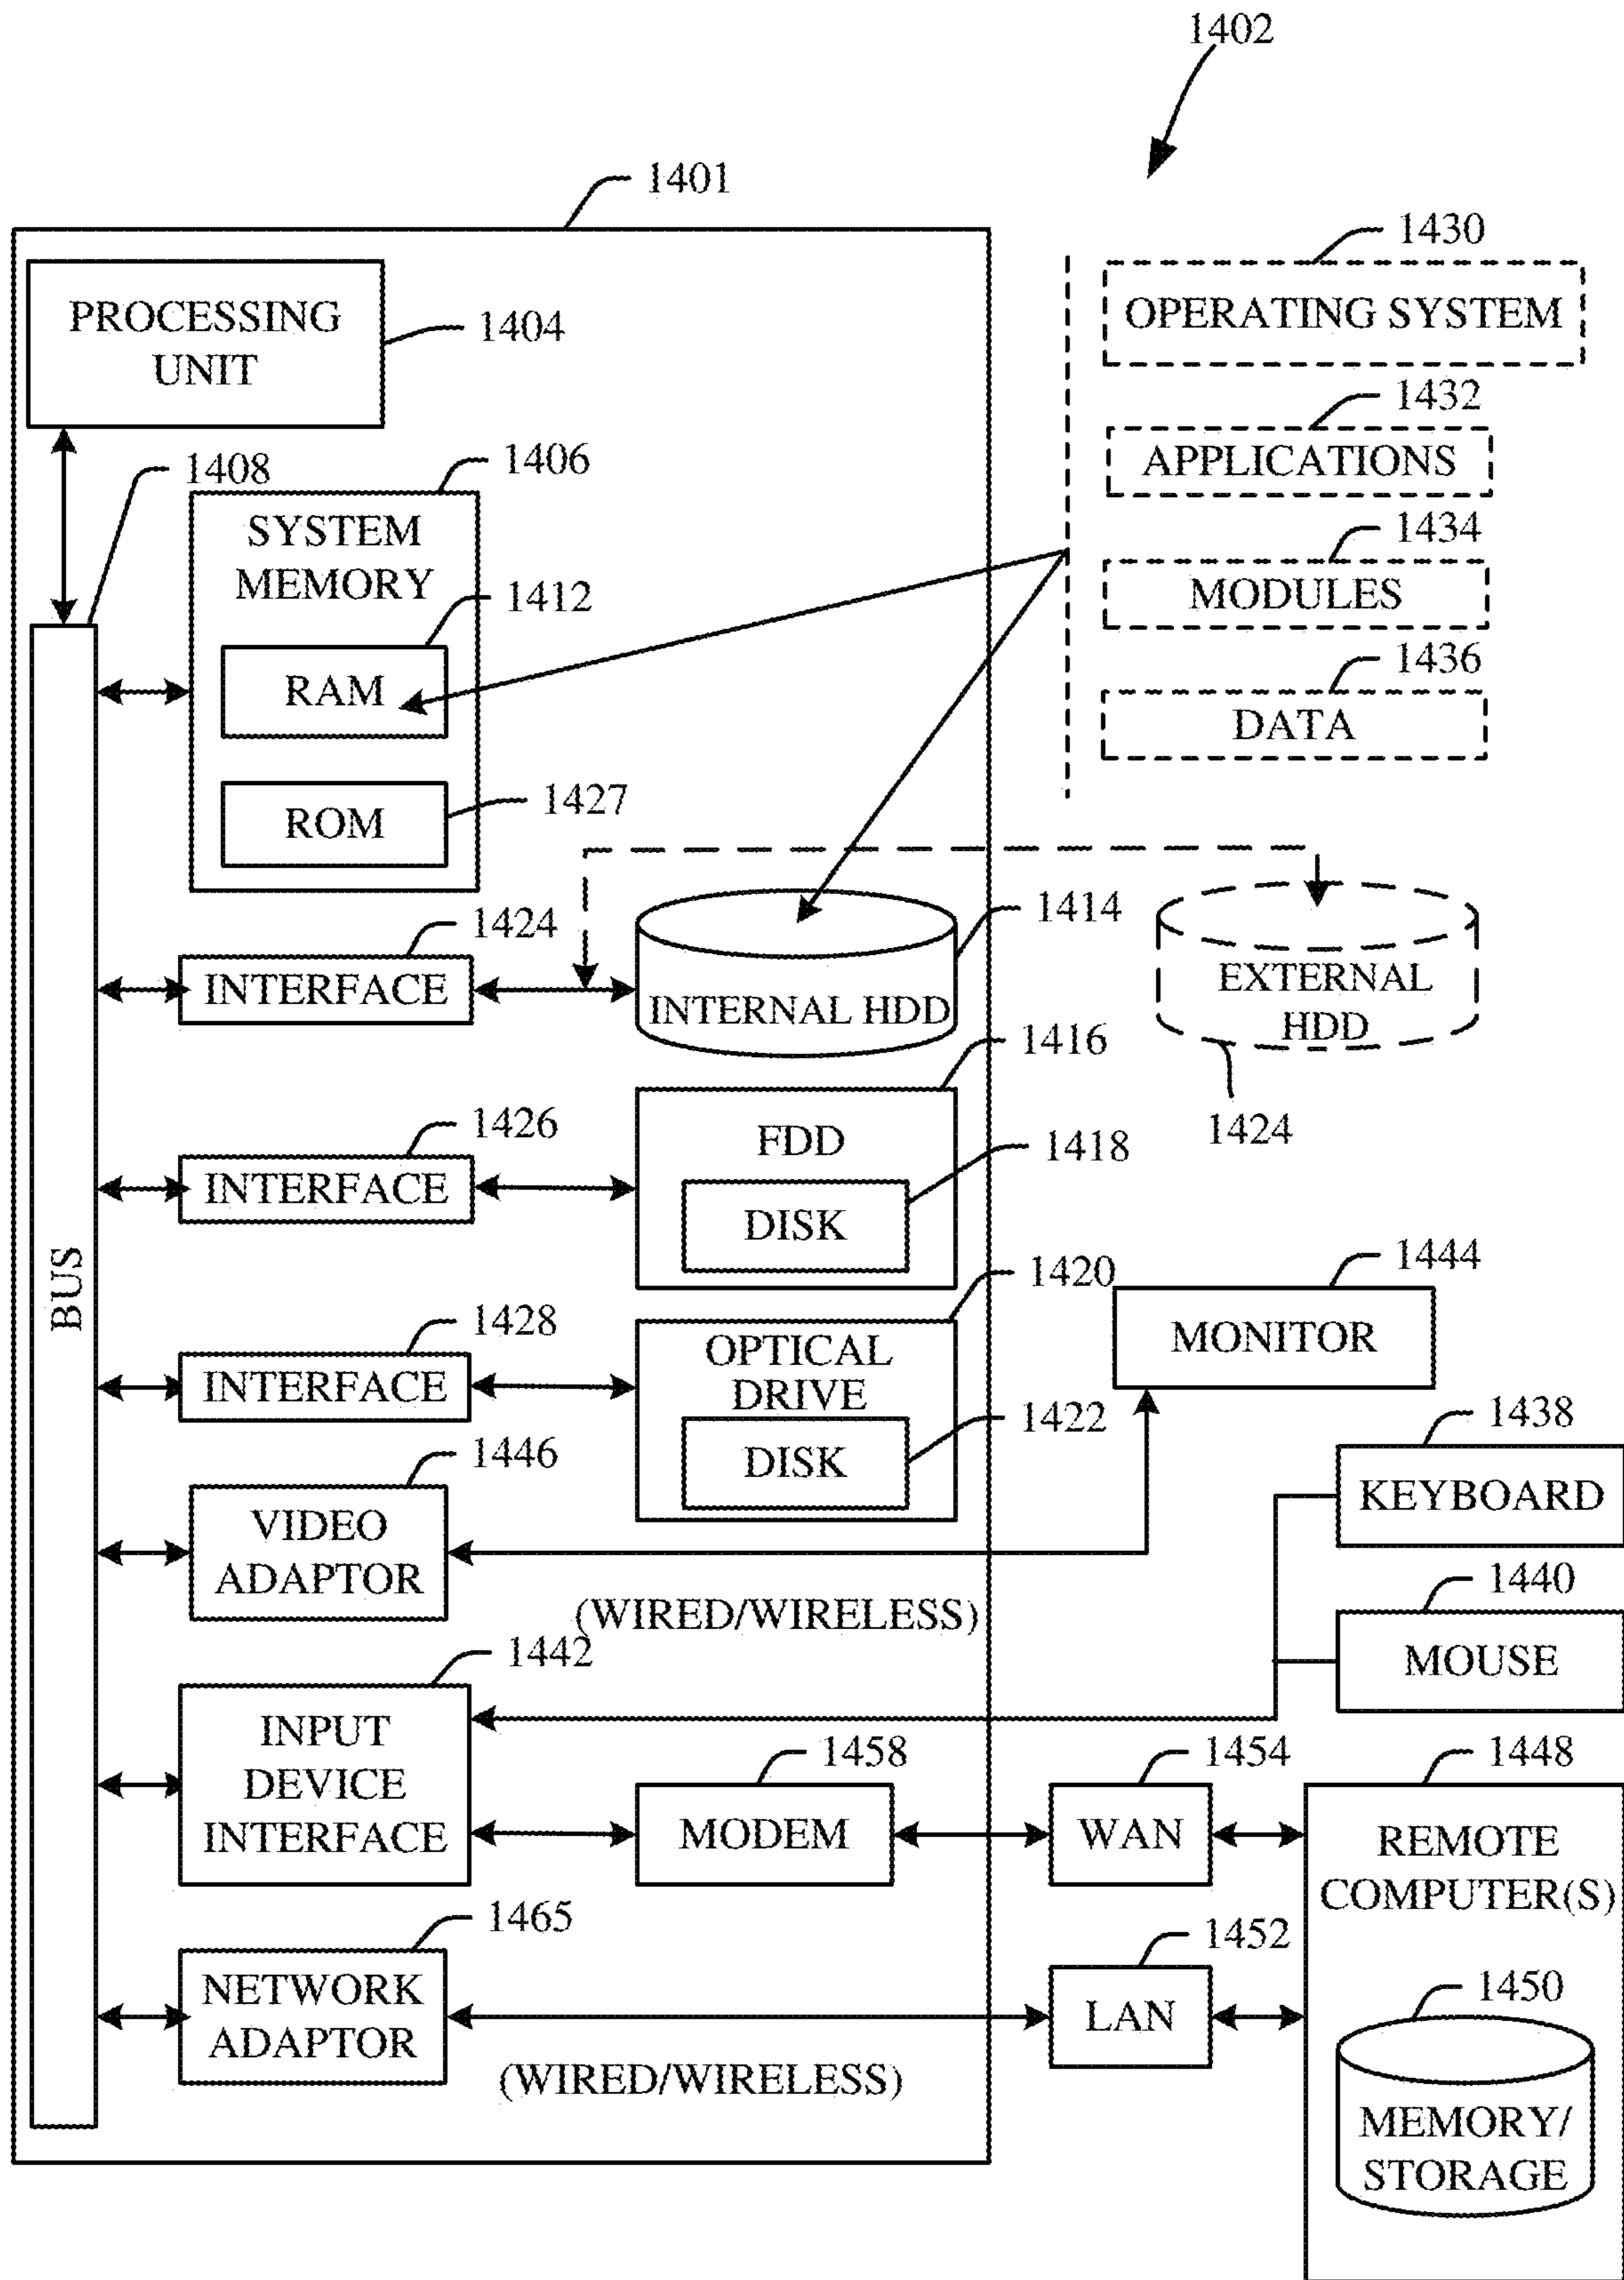 1402
1401
1430
PROCESSING
UNIT
1404
OPERATING SYSTEM
1432
APPLICATIONS
1408
1406
SYSTEM
MEMORY
1434
MODULES
1412
RAM
1436
DATA
1427
ROM
1424
INTERFACE
1414
INTERNAL HDD
EXTERNAL
HDD
1424
1416
1426
INTERFACE
FDD
1418
DISK
BUS
1420
1444
MONITOR
1428
INTERFACE
OPTICAL
DRIVE
1422
DISK
1438
KEYBOARD
1446
VIDEO
ADAPTOR
(WIRED/WIRELESS)
1440
MOUSE
1442
INPUT
DEVICE
INTERFACE
1458
MODEM
1454
WAN
1448
REMOTE
COMPUTER(S)
1465
NETWORK
ADAPTOR
1452
LAN
1450
MEMORY/
STORAGE
(WIRED/WIRELESS)